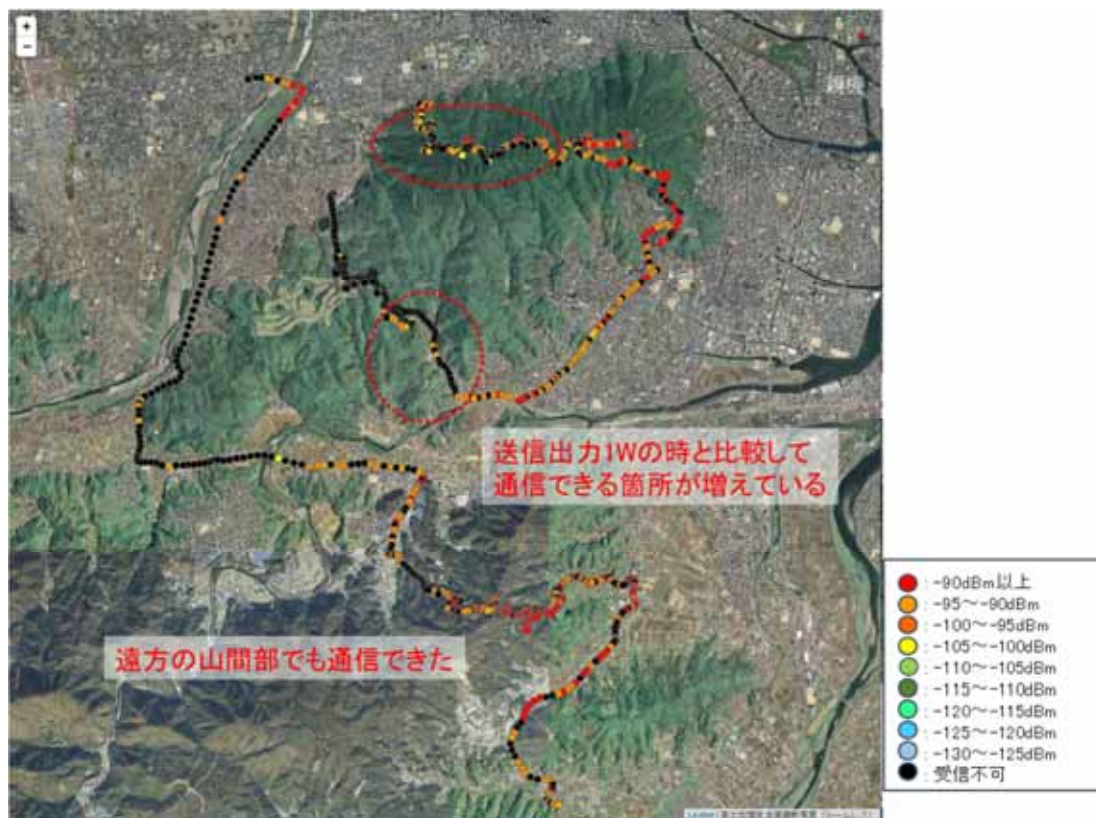 +
−
送信出力1Wの時と比較して
通信できる箇所が増えている
遠方の山間部でも通信できた
: -90dBm以上
: -95～-90dBm
: -100～-95dBm
: -105～-100dBm
: -110～-105dBm
: -115～-110dBm
: -120～-115dBm
: -125～-120dBm
: -130～-125dBm
: 受信不可
Leaflet